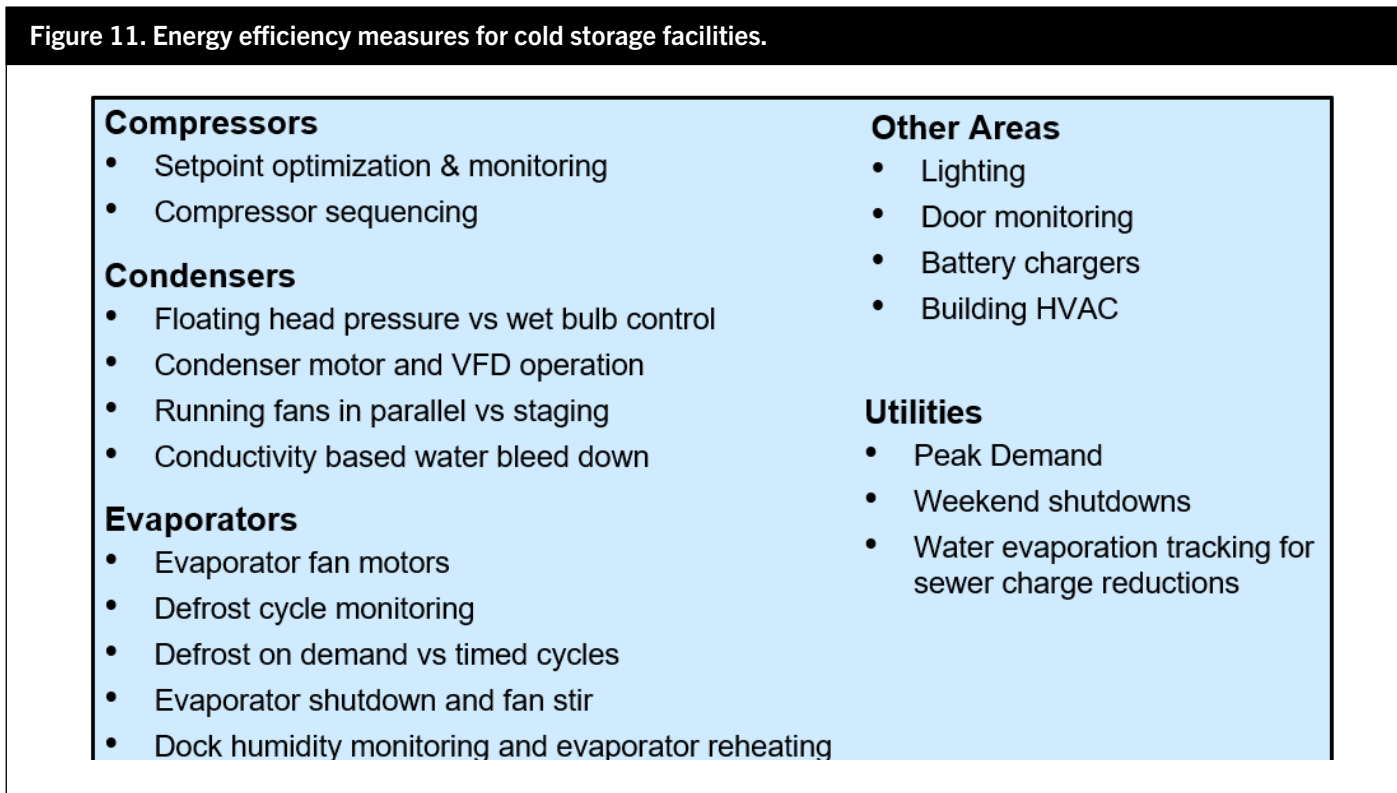 Figure 11. Energy efficiency measures for cold storage facilities.
Compressors
• Setpoint optimization & monitoring
• Compressor sequencing
Condensers
• Floating head pressure vs wet bulb control
• Condenser motor and VFD operation
• Running fans in parallel vs staging
• Conductivity based water bleed down
Evaporators
• Evaporator fan motors
• Defrost cycle monitoring
• Defrost on demand vs timed cycles
• Evaporator shutdown and fan stir
• Dock humidity monitoring and evaporator reheating
Other Areas
• Lighting
• Door monitoring
• Battery chargers
• Building HVAC
Utilities
• Peak Demand
• Weekend shutdowns
• Water evaporation tracking for
sewer charge reductions